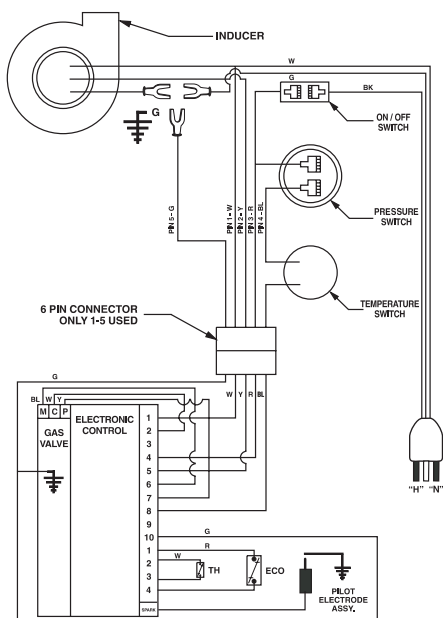 INDUCER
W
G
BK
ON / OFF
SWITCH
G
PIN 5 - G
PIN 1 - W
PIN 2 - Y
PIN 3 - R
PIN 4 - BL
PRESSURE
SWITCH
TEMPERATURE
SWITCH
6 PIN CONNECTOR
ONLY 1-5 USED
G
W Y R BL
BL W Y
M C P
GAS
VALVE
ELECTRONIC
CONTROL
1
2
3
4
5
6
7
8
9
10
1
2
3
4
SPARK
G
R
W
TH
ECO
PILOT
ELECTRODE
ASSY.
"H" "N"